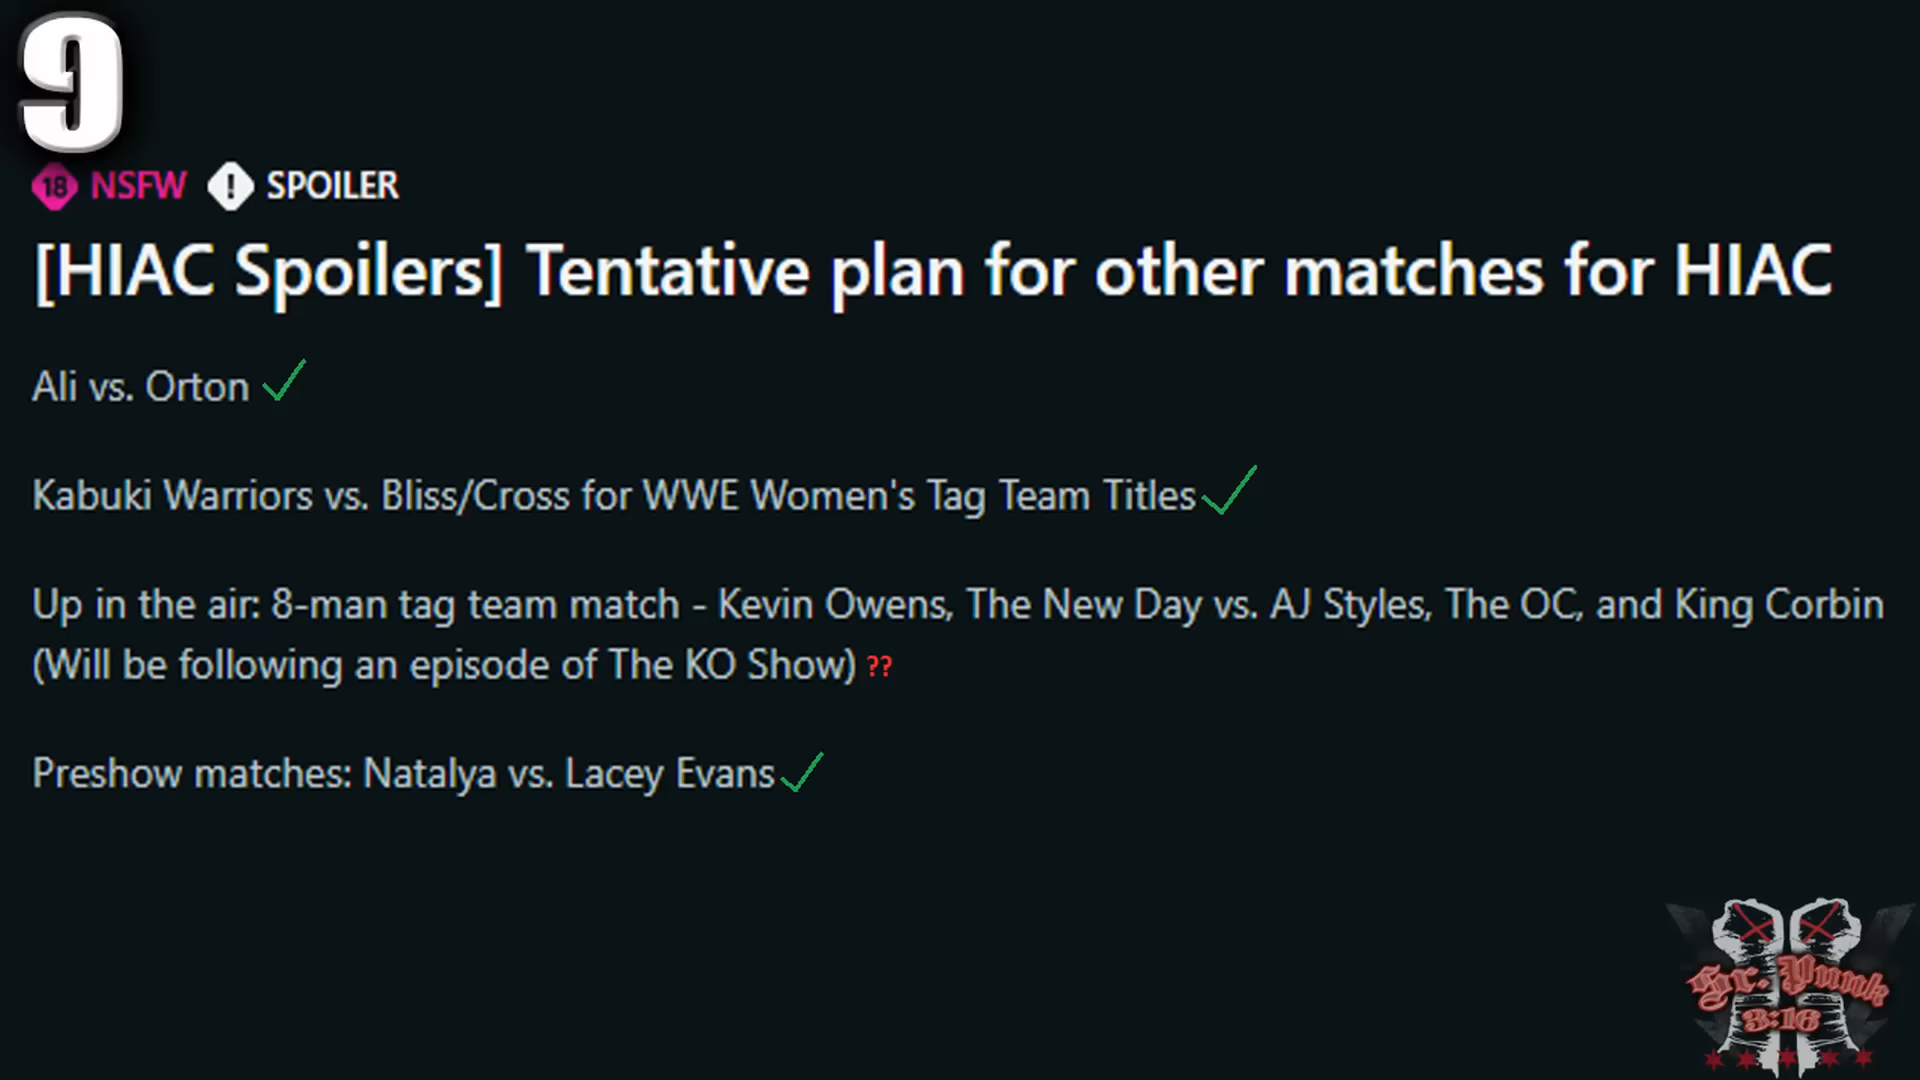 9
18 NSFW ! SPOILER
[HIAC Spoilers] Tentative plan for other matches for HIAC
Ali vs. Orton
Kabuki Warriors vs. Bliss/Cross for WWE Women's Tag Team Titles
Up in the air: 8-man tag team match - Kevin Owens, The New Day vs. AJ Styles, The OC, and King Corbin
(Will be following an episode of The KO Show) ??
Preshow matches: Natalya vs. Lacey Evans
Sr. Punk
3:16